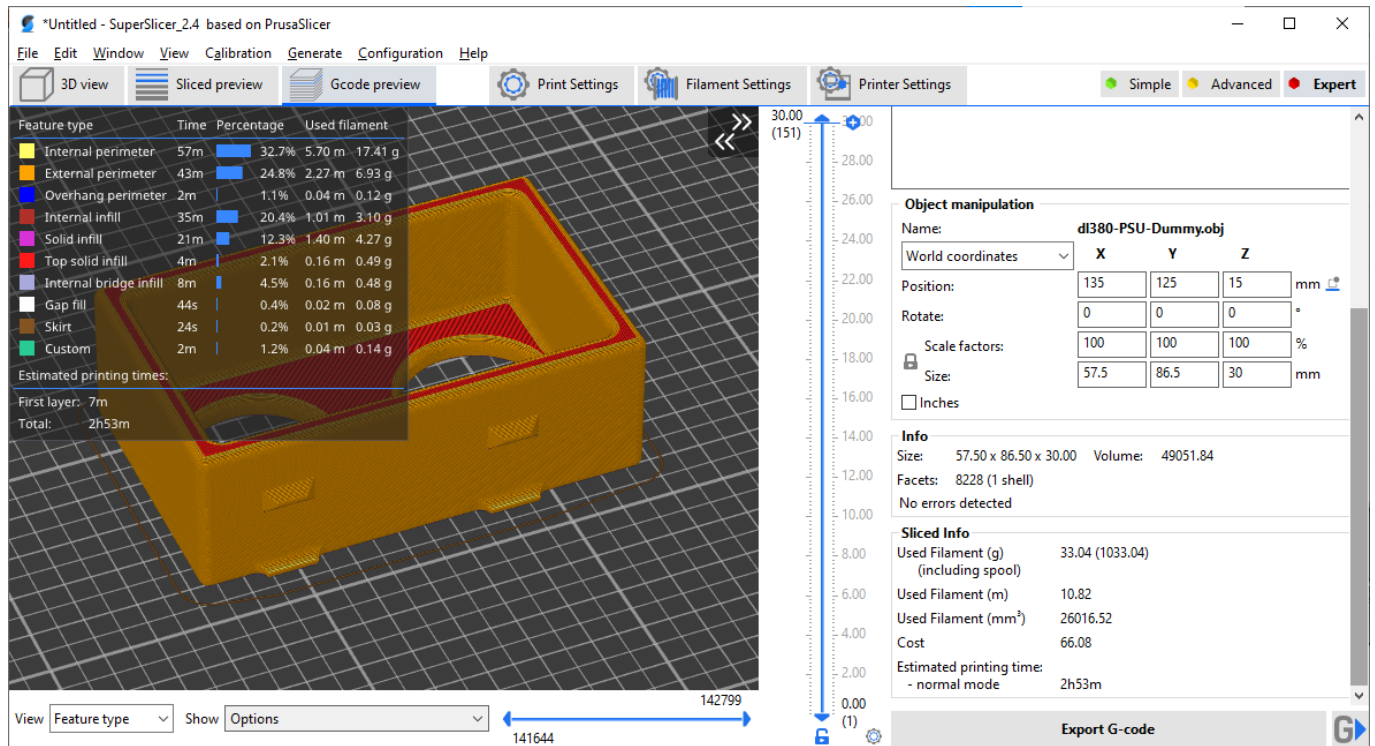 *Untitled - SuperSlicer_2.4 based on PrusaSlicer
File Edit Window View Calibration Generate Configuration Help
3D view Sliced preview Gcode preview Print Settings Filament Settings Printer Settings Simple Advanced Expert
Feature type Time Percentage Used filament
Internal perimeter 57m 32.7% 5.70 m 17.41 g
External perimeter 43m 24.8% 2.27 m 6.93 g
Overhang perimeter 2m 1.1% 0.04 m 0.12 g
Internal infill 35m 20.4% 1.01 m 3.10 g
Solid infill 21m 12.3% 1.40 m 4.27 g
Top solid infill 4m 2.1% 0.16 m 0.49 g
Internal bridge infill 8m 4.5% 0.16 m 0.48 g
Gap fill 44s 0.4% 0.02 m 0.08 g
Skirt 24s 0.2% 0.01 m 0.03 g
Custom 2m 1.2% 0.04 m 0.14 g
Estimated printing times:
First layer: 7m
Total: 2h53m
30.00
(151)
28.00
26.00
24.00
22.00
20.00
18.00
16.00
14.00
12.00
10.00
8.00
6.00
4.00
2.00
0.00
(1)
Object manipulation
Name: dl380-PSU-Dummy.obj
World coordinates X Y Z
Position: 135 125 15 mm
Rotate: 0 0 0 °
Scale factors: 100 100 100 %
Size: 57.5 86.5 30 mm
Inches
Info
Size: 57.50 x 86.50 x 30.00 Volume: 49051.84
Facets: 8228 (1 shell)
No errors detected
Sliced Info
Used Filament (g) 33.04 (1033.04)
(including spool)
Used Filament (m) 10.82
Used Filament (mm³) 26016.52
Cost 66.08
Estimated printing time:
- normal mode 2h53m
View Feature type Show Options
142799
141644
Export G-code
G